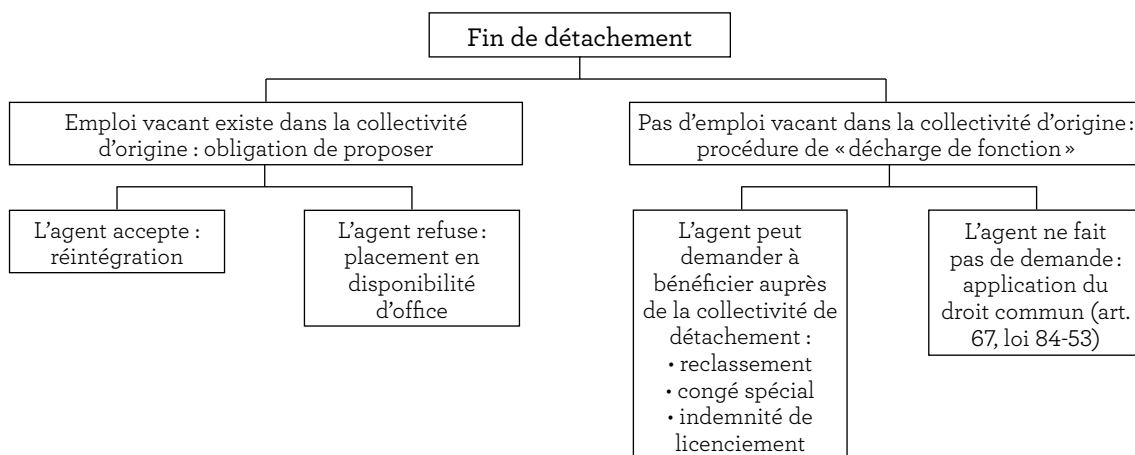 Fin de détachement
Emploi vacant existe dans la collectivité
d'origine : obligation de proposer
Pas d'emploi vacant dans la collectivité d'origine :
procédure de « décharge de fonction »
L'agent accepte :
réintégration
L'agent refuse :
placement en
disponibilité
d'office
L'agent peut
demander à
bénéficier auprès
de la collectivité de
détachement :
• reclassement
• congé spécial
• indemnité de
licenciement
L'agent ne fait
pas de demande :
application du
droit commun (art.
67, loi 84-53)